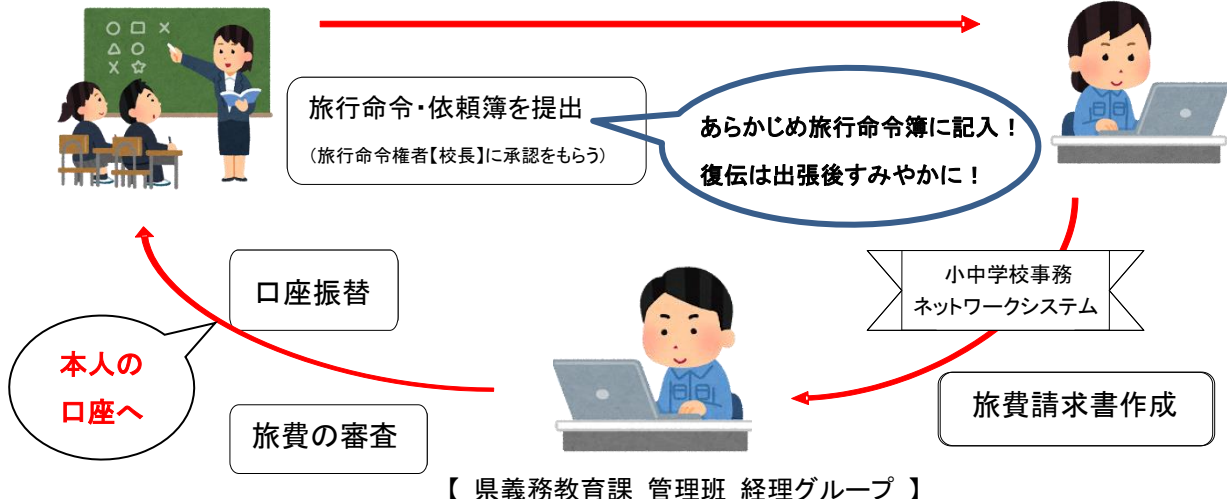 旅行命令・依頼簿を提出
(旅行命令権者【校長】に承認をもらう)
あらかじめ旅行命令簿に記入！
復伝は出張後すみやかに！
小中学校事務
ネットワークシステム
旅費請求書作成
口座振替
本人の
口座へ
旅費の審査
【 県義務教育課 管理班 経理グループ 】